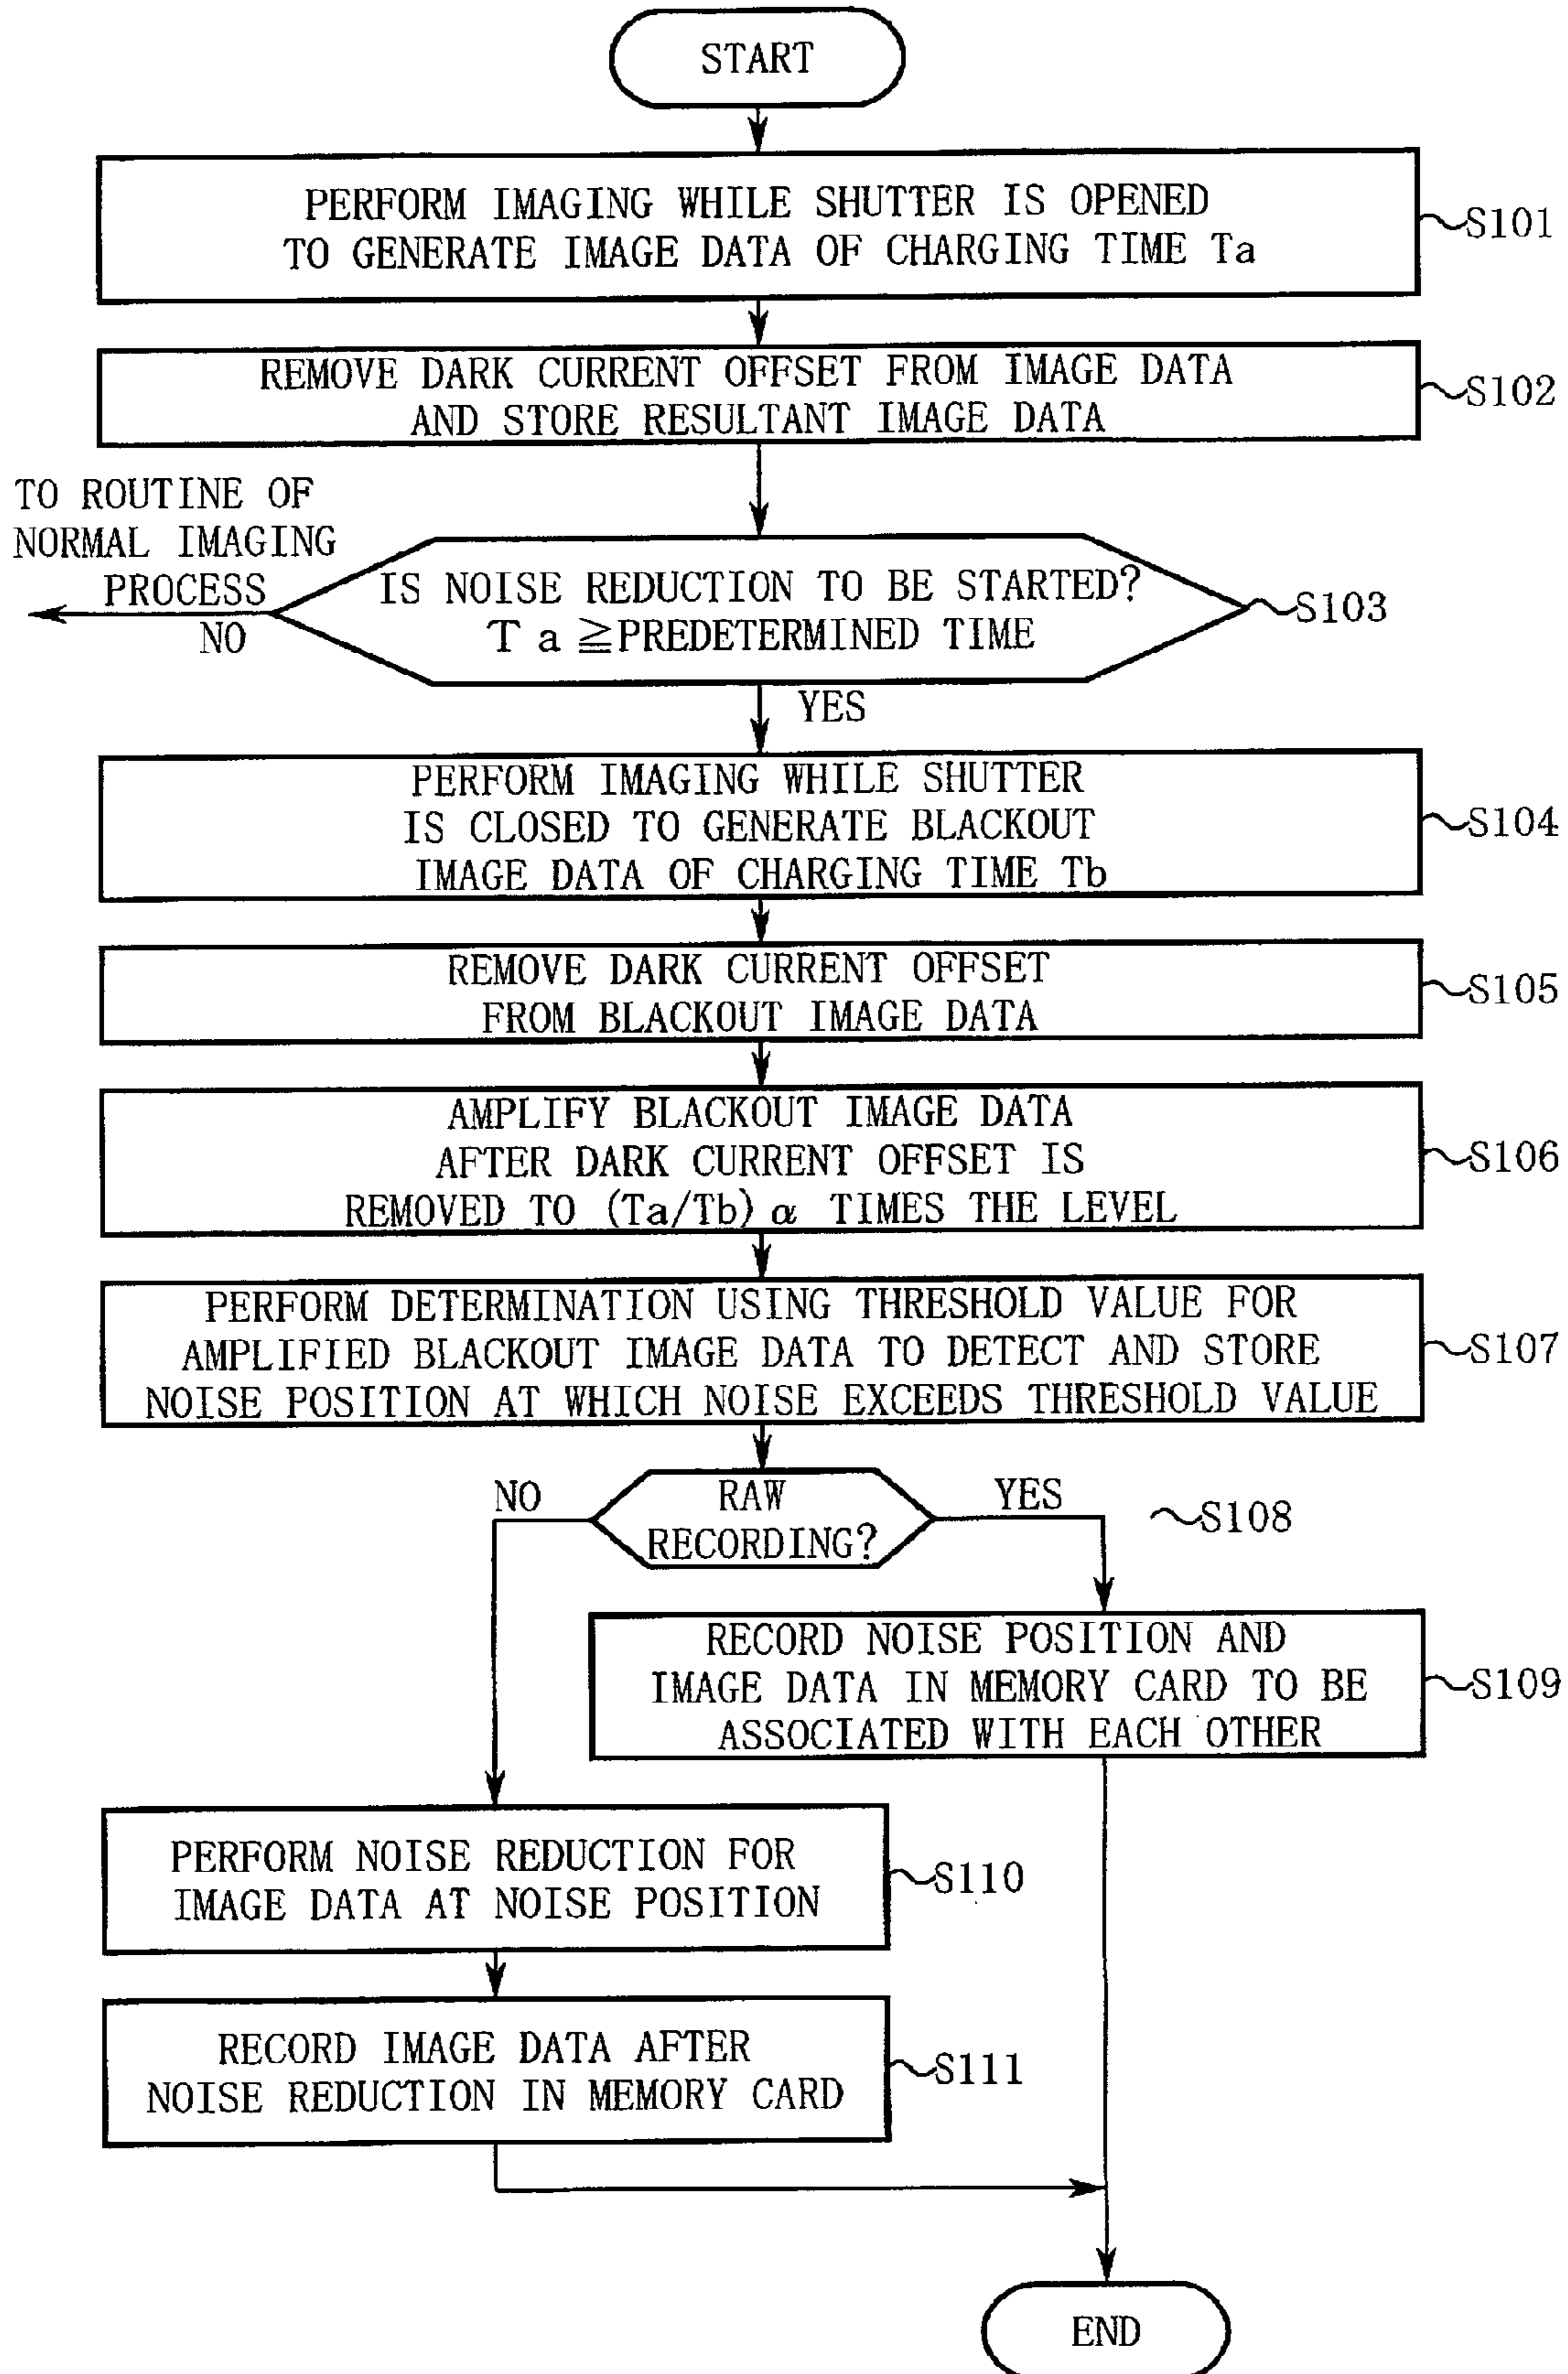 START
PERFORM IMAGING WHILE SHUTTER IS OPENED
TO GENERATE IMAGE DATA OF CHARGING TIME Ta
S101
REMOVE DARK CURRENT OFFSET FROM IMAGE DATA
AND STORE RESULTANT IMAGE DATA
S102
TO ROUTINE OF
NORMAL IMAGING
PROCESS
NO
IS NOISE REDUCTION TO BE STARTED?
T a ≧PREDETERMINED TIME
S103
YES
PERFORM IMAGING WHILE SHUTTER
IS CLOSED TO GENERATE BLACKOUT
IMAGE DATA OF CHARGING TIME Tb
S104
REMOVE DARK CURRENT OFFSET
FROM BLACKOUT IMAGE DATA
S105
AMPLIFY BLACKOUT IMAGE DATA
AFTER DARK CURRENT OFFSET IS
REMOVED TO (Ta/Tb) α TIMES THE LEVEL
S106
PERFORM DETERMINATION USING THRESHOLD VALUE FOR
AMPLIFIED BLACKOUT IMAGE DATA TO DETECT AND STORE
NOISE POSITION AT WHICH NOISE EXCEEDS THRESHOLD VALUE
S107
NO
RAW
RECORDING?
YES
S108
RECORD NOISE POSITION AND
IMAGE DATA IN MEMORY CARD TO BE
ASSOCIATED WITH EACH OTHER
S109
PERFORM NOISE REDUCTION FOR
IMAGE DATA AT NOISE POSITION
S110
RECORD IMAGE DATA AFTER
NOISE REDUCTION IN MEMORY CARD
S111
END